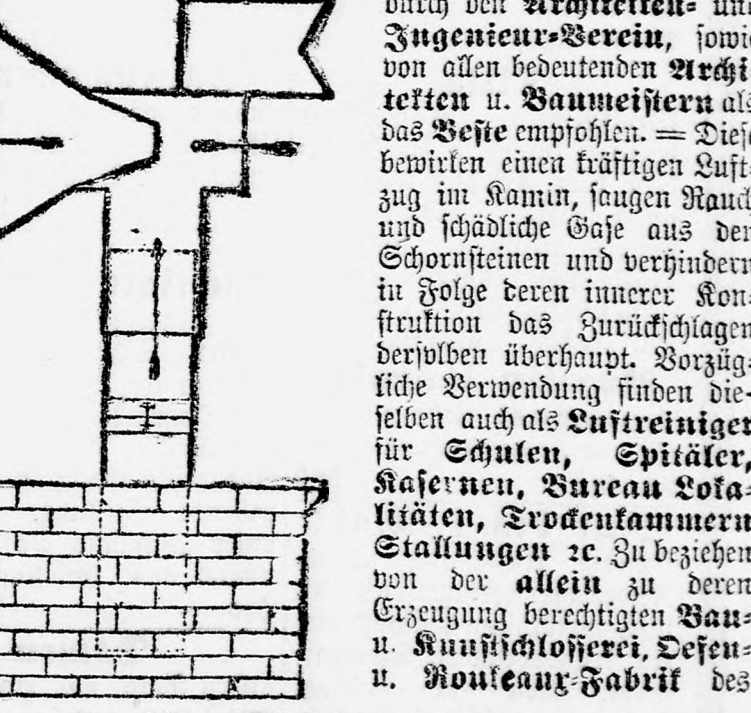 durch den Architekten- und
Ingenieur-Verein, sowie
von allen bedeutenden Archi
tekten u. Baumeistern als
das Beste empfohlen. = Diese
bewirken einen kräftigen Luft-
zug im Kamin, saugen Rauch
und schädliche Gase aus den
Schornsteinen und verhindern
in Folge deren innerer Kon-
struktion das Zurückschlagen
dersolben überhaupt. Vorzüg-
liche Verwendung finden die-
selben auch als Luftreiniger
für Schulen, Spitäler,
Kasernen, Bureau Loka-
litäten, Trockenkammern
Stallungen ꝛc. Zu beziehen
von der allein zu deren
Erzeugung berechtigten Bau-
u. Kunstschlosserei, Oefen-
u. Rouleaux-Fabrik des